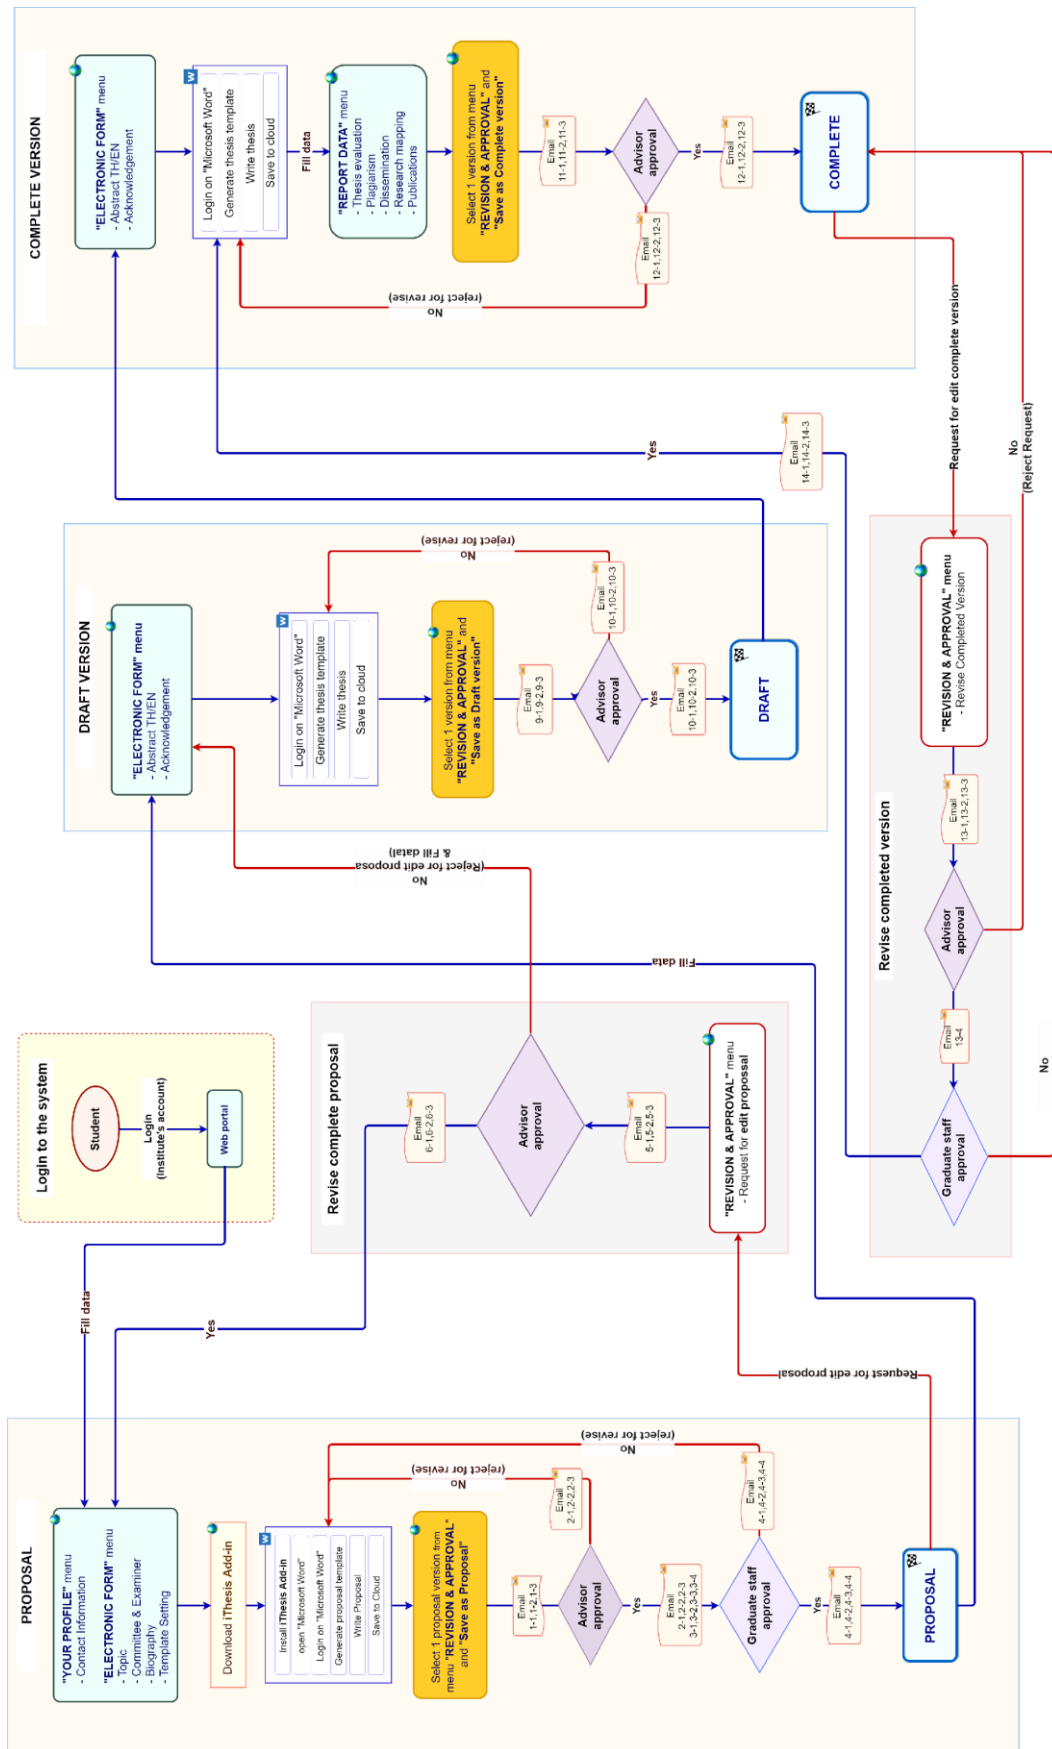 PROPOSAL
"YOUR PROFILE" menu
- Contact Information
"ELECTRONIC FORM" menu
- Topic
- Committee & Examiner
- Biography
- Template Setting
Download iThesis Add-in
Install iThesis Add-in
open "Microsoft Word"
Login on "Microsoft Word"
Generate proposal template
Write Proposal
Save to Cloud
Select 1 proposal version from
menu "REVISION & APPROVAL"
and "Save as Proposal"
Email
1-1,1-2,1-3
Advisor
approval
Email
2-1,2-2,2-3
No
(reject for revise)
Yes
Email
2-1,2-2,2-3
3-1,3-2,3-3,3-4
Graduate staff
approval
Email
4-1,4-2,4-3,4-4
No
(reject for revise)
Yes
Email
4-1,4-2,4-3,4-4
PROPOSAL
Request for edit proposal
Fill data
Login to the system
Student
Login
(Institute's account)
Web portal
Fill data
Yes
Revise complete proposal
"REVISION & APPROVAL" menu
- Request for edit propossal
Email
5-1,5-2,5-3
Advisor
approval
Email
6-1,6-2,6-3
No
(Reject for edit proposa
& Fill datal)
DRAFT VERSION
"ELECTRONIC FORM" menu
- Abstract TH/EN
- Acknowledgement
Login on "Microsoft Word"
Generate thesis template
Write thesis
Save to cloud
Select 1 version from menu
"REVISION & APPROVAL" and
"Save as Draft version"
Email
9-1,9-2,9-3
Advisor
approval
Email
10-1,10-2,10-3
No
(reject for revise)
Yes
Email
10-1,10-2,10-3
DRAFT
COMPLETE VERSION
"ELECTRONIC FORM" menu
- Abstract TH/EN
- Acknowledgement
Login on "Microsoft Word"
Generate thesis template
Write thesis
Save to cloud
Fill data
"REPORT DATA" menu
- Thesis evaluation
- Plagiarism
- Dissemination
- Research mapping
- Publications
Select 1 version from menu
"REVISION & APPROVAL" and
"Save as Complete version"
Email
11-1,11-2,11-3
Advisor
approval
Email
12-1,12-2,12-3
No
(reject for revise)
Yes
Email
12-1,12-2,12-3
COMPLETE
Request for edit complete version
Revise completed version
"REVISION & APPROVAL" menu
- Revise Completed Version
Email
13-1,13-2,13-3
Advisor
approval
No
(Reject Request)
Email
13-4
Graduate staff
approval
No
Yes
Email
14-1,14-2,14-3